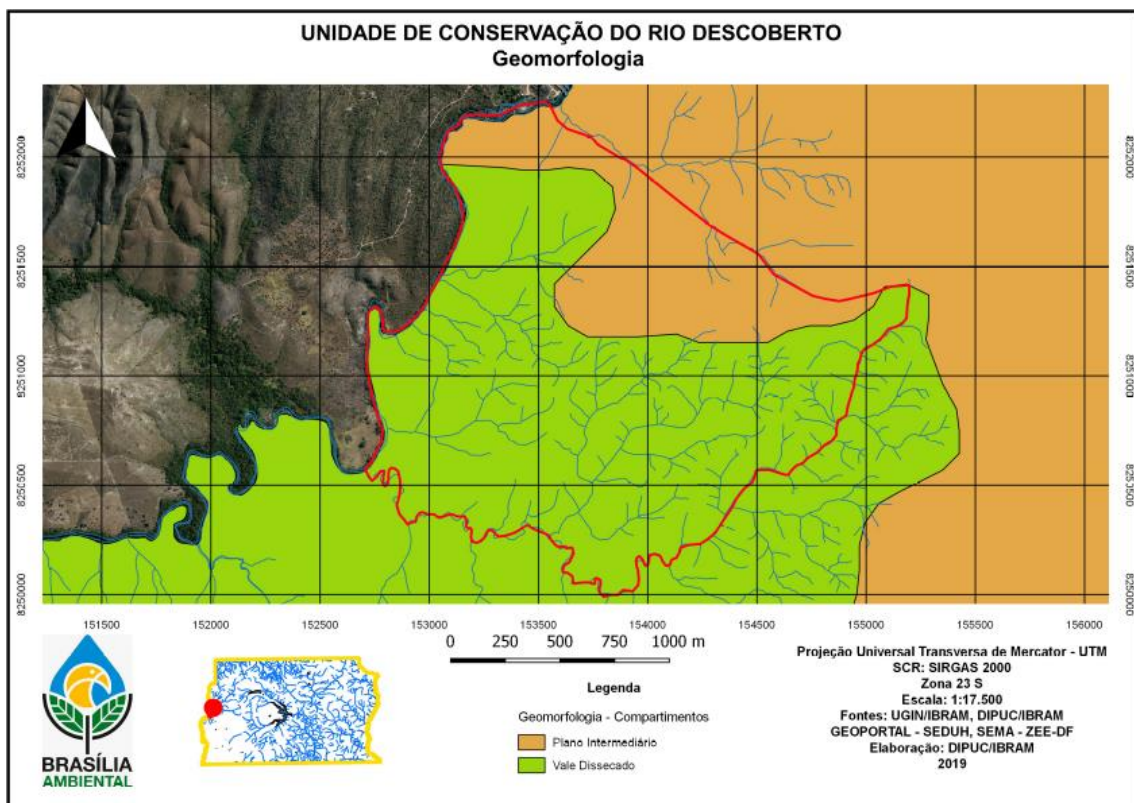 UNIDADE DE CONSERVAÇÃO DO RIO DESCOBERTO
Geomorfologia
8252000
8252000
8251500
8251500
8251000
8251000
8250500
8250500
8250000
8250000
151500 152000 152500 153000 153500 154000 154500 155000 155500 156000
0 250 500 750 1000 m
Legenda
Geomorfologia - Compartimentos
Plano Intermediário
Vale Dissecado
BRASÍLIA
AMBIENTAL
Projeção Universal Transversa de Mercator - UTM
SCR: SIRGAS 2000
Zona 23 S
Escala: 1:17.500
Fontes: UGIN/IBRAM, DIPUC/IBRAM
GEOPORTAL - SEDUH, SEMA - ZEE-DF
Elaboração: DIPUC/IBRAM
2019